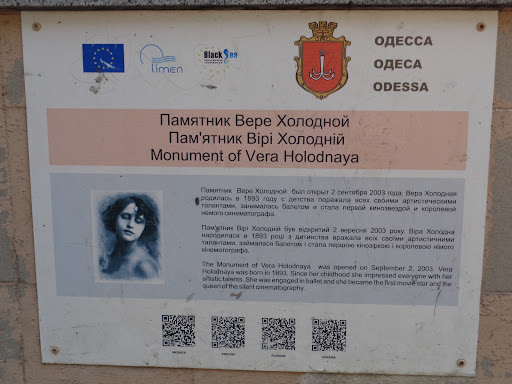 Limen
Black Sea
ОДЕССА
ОДЕСА
ODESSA
Памятник Вере Холодной
Пам'ятник Вірі Холодній
Monument of Vera Holodnaya
Памятник Вере Холодной был открыт 2 сентября 2003 года. Вера Холодная
родилась в 1893 году с детства поражала всех своими артистическими
талантами, занималась балетом и стала первой кинозвездой и королевой
немого синематографа.
Пам'ятник Вірі Холодній був відкритий 2 вересня 2003 року. Віра Холодна
народилася в 1893 році з дитинства вражала всіх своїми артистичними
талантами, займалася балетом і стала першою кінозіркою і королевою німого
кінематографа.
The Monument of Vera Holodnaya was opened on September 2, 2003. Vera
Holodnaya was born in 1893. Since her childhood she impressed everyone with her
artistic talents. She was engaged in ballet and she became the first movie star and the
queen of the silent cinematography.